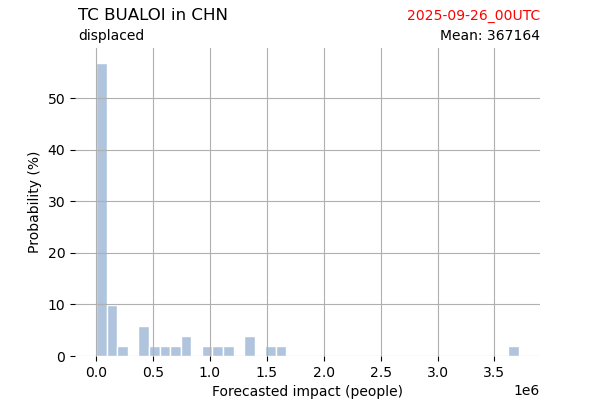 TC BUALOI in CHN
2025-09-26_00UTC
displaced
Mean: 367164
Probability (%)
50
40
30
20
10
0
0.0 0.5 1.0 1.5 2.0 2.5 3.0 3.5
1e6
Forecasted impact (people)